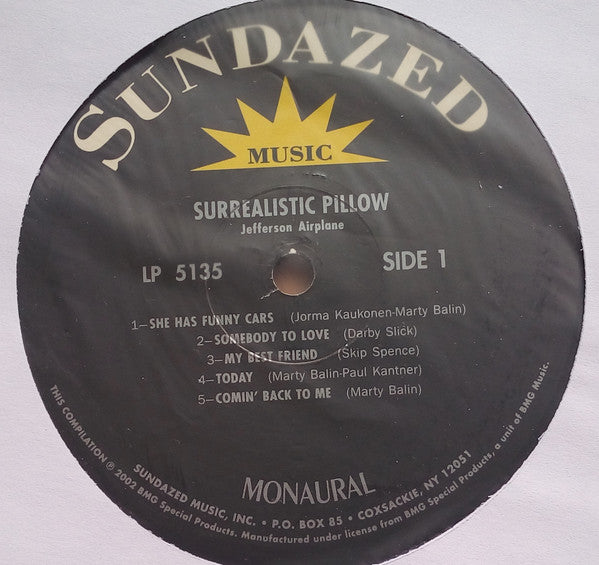 SUNDAZED
MUSIC
SURREALISTIC PILLOW
Jefferson Airplane
LP 5135
SIDE 1
1—SHE HAS FUNNY CARS (Jorma Kaukonen-Marty Balin)
2—SOMEBODY TO LOVE (Darby Slick)
3—MY BEST FRIEND (Skip Spence)
4—TODAY (Marty Balin-Paul Kantner)
5—COMIN' BACK TO ME (Marty Balin)
MONAURAL
SUNDAZED MUSIC, INC. • P.O. BOX 85 • COXSACKIE, NY 12051
THIS COMPILATION ℗ 2002 BMG Special Products. Manufactured under license from BMG Special Products, a unit of BMG Music.